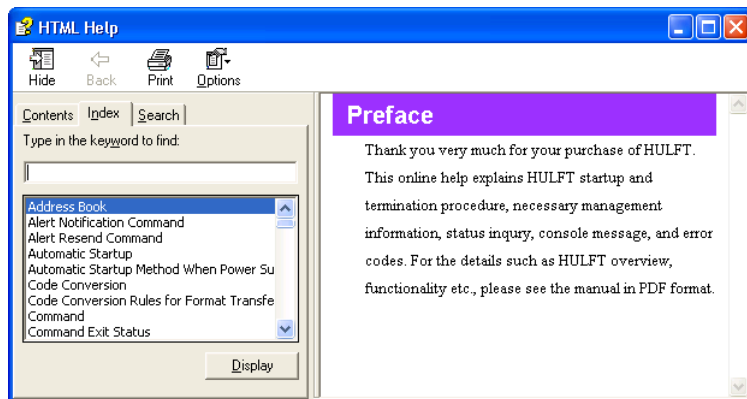 HTML Help
Hide Back Print Options
Contents Index Search
Type in the keyword to find:
Address Book
Alert Notification Command
Alert Resend Command
Automatic Startup
Automatic Startup Method When Power Su
Code Conversion
Code Conversion Rules for Format Transfe
Command
Command Exit Status
Display
Preface
Thank you very much for your purchase of HULFT.
This online help explains HULFT startup and
termination procedure, necessary management
information, status inqury, console message, and error
codes. For the details such as HULFT overview,
functionality etc., please see the manual in PDF format.